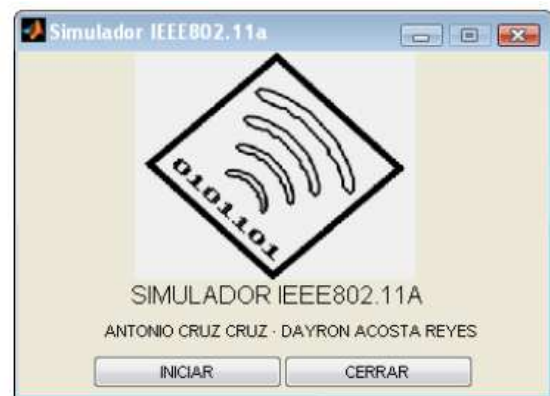 Simulador IEEE802.11a
0101101
SIMULADOR IEEE802.11A
ANTONIO CRUZ CRUZ · DAYRON ACOSTA REYES
INICIAR CERRAR